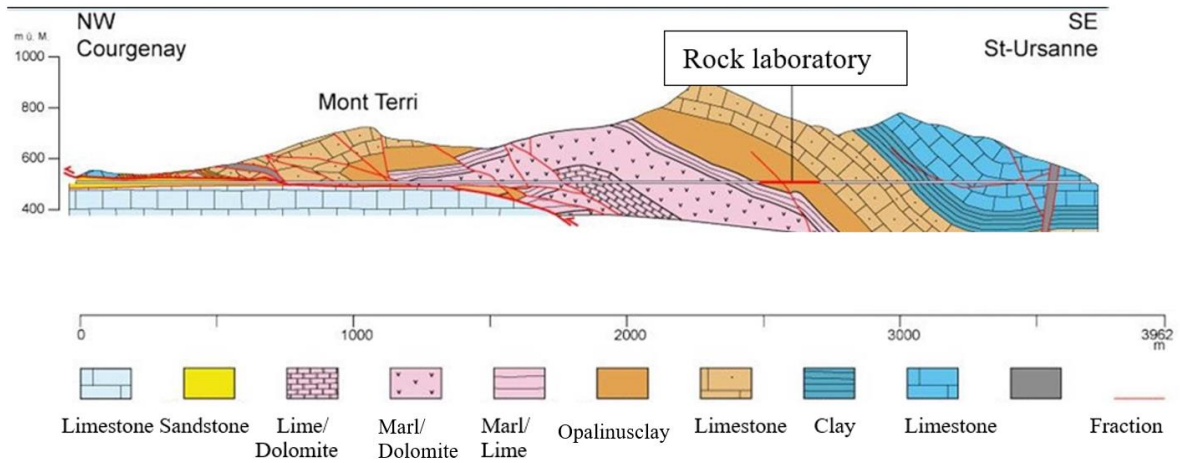 NW
Courgenay
SE
St-Ursanne
m ü. M.
1000
800
600
400
Mont Terri
Rock laboratory
0
1000
2000
3000
3962
m
Limestone
Sandstone
Lime/
Dolomite
Marl/
Dolomite
Marl/
Lime
Opalinusclay
Limestone
Clay
Limestone
Fraction